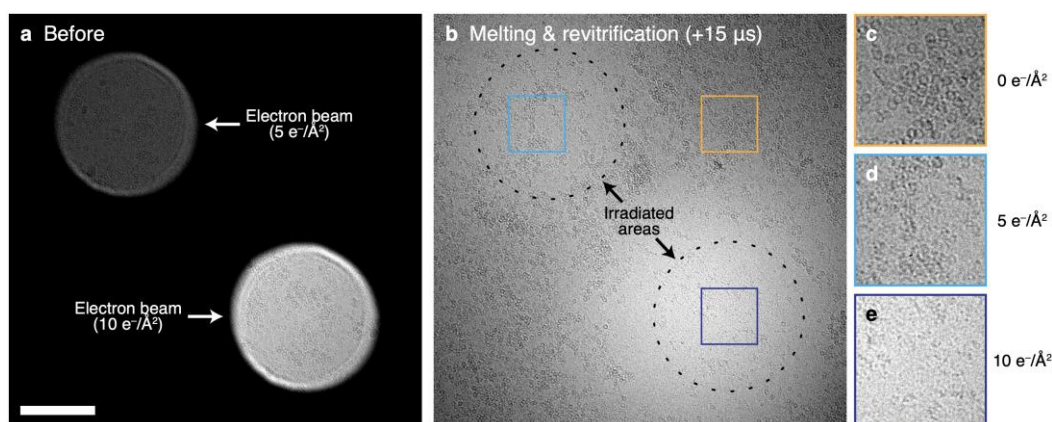 a Before
Electron beam
(5 e⁻/Å²)
Electron beam
(10 e⁻/Å²)
b Melting & revitrification (+15 µs)
Irradiated
areas
c
0 e⁻/Å²
d
5 e⁻/Å²
e
10 e⁻/Å²